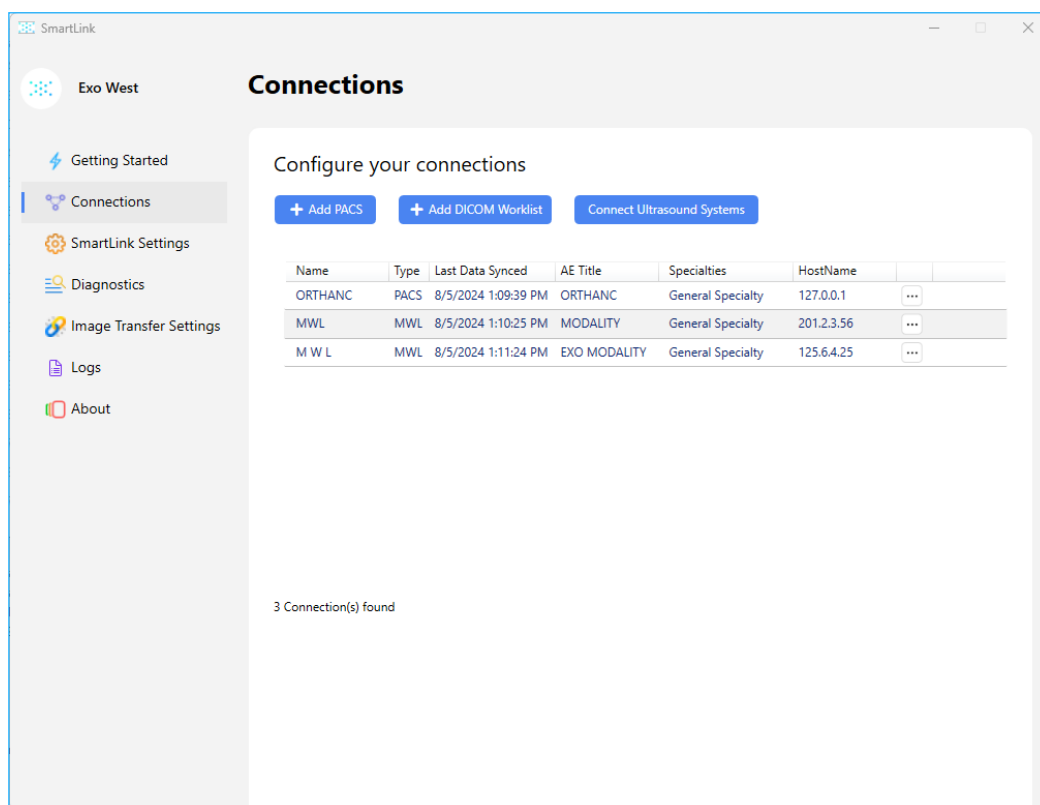 SmartLink
Exo West
Connections
Getting Started
Connections
SmartLink Settings
Diagnostics
Image Transfer Settings
Logs
About
Configure your connections
Add PACS
Add DICOM Worklist
Connect Ultrasound Systems
Name Type Last Data Synced AE Title Specialties HostName
ORTHANC PACS 8/5/2024 1:09:39 PM ORTHANC General Specialty 127.0.0.1
MWL MWL 8/5/2024 1:10:25 PM MODALITY General Specialty 201.2.3.56
M W L MWL 8/5/2024 1:11:24 PM EXO MODALITY General Specialty 125.6.4.25
3 Connection(s) found